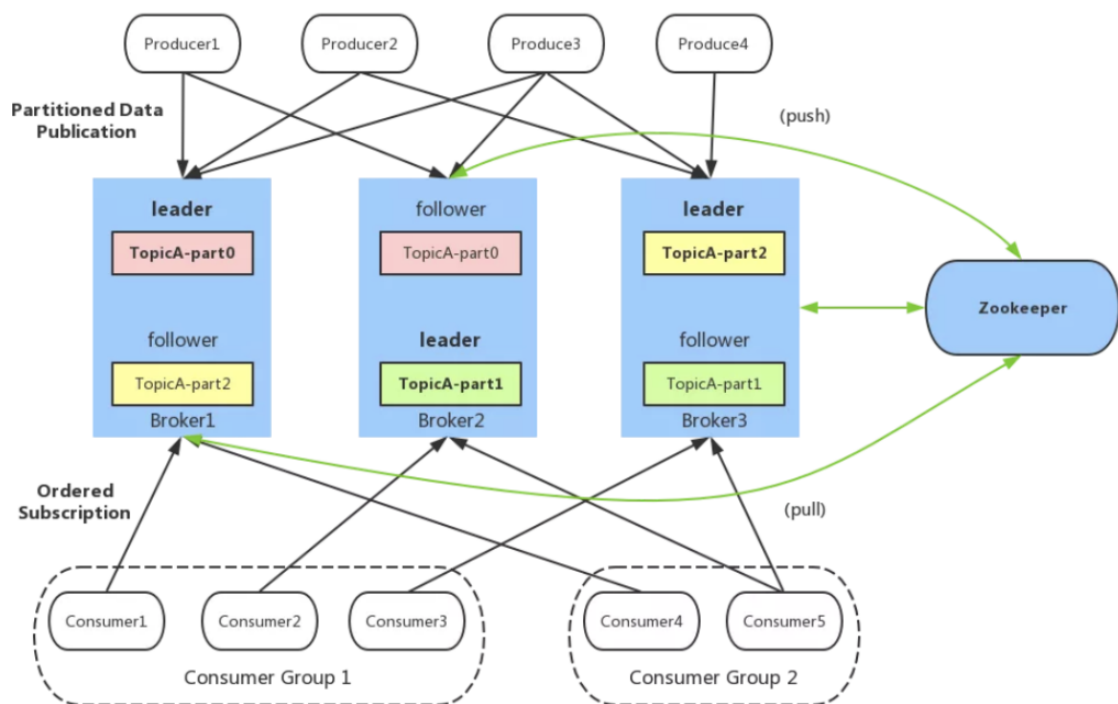 Producer1
Producer2
Produce3
Produce4
Partitioned Data
Publication
(push)
leader
TopicA-part0
follower
TopicA-part2
Broker1
follower
TopicA-part0
leader
TopicA-part1
Broker2
leader
TopicA-part2
follower
TopicA-part1
Broker3
Zookeeper
Ordered
Subscription
(pull)
Consumer1
Consumer2
Consumer3
Consumer Group 1
Consumer4
Consumer5
Consumer Group 2